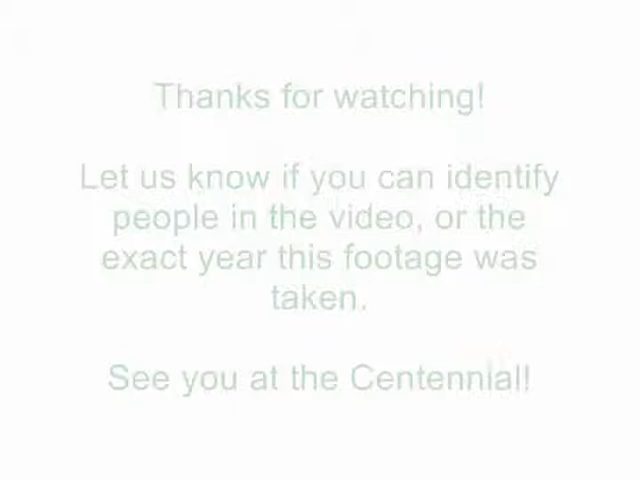 Thanks for watching!
Let us know if you can identify
people in the video, or the
exact year this footage was
taken.
See you at the Centennial!